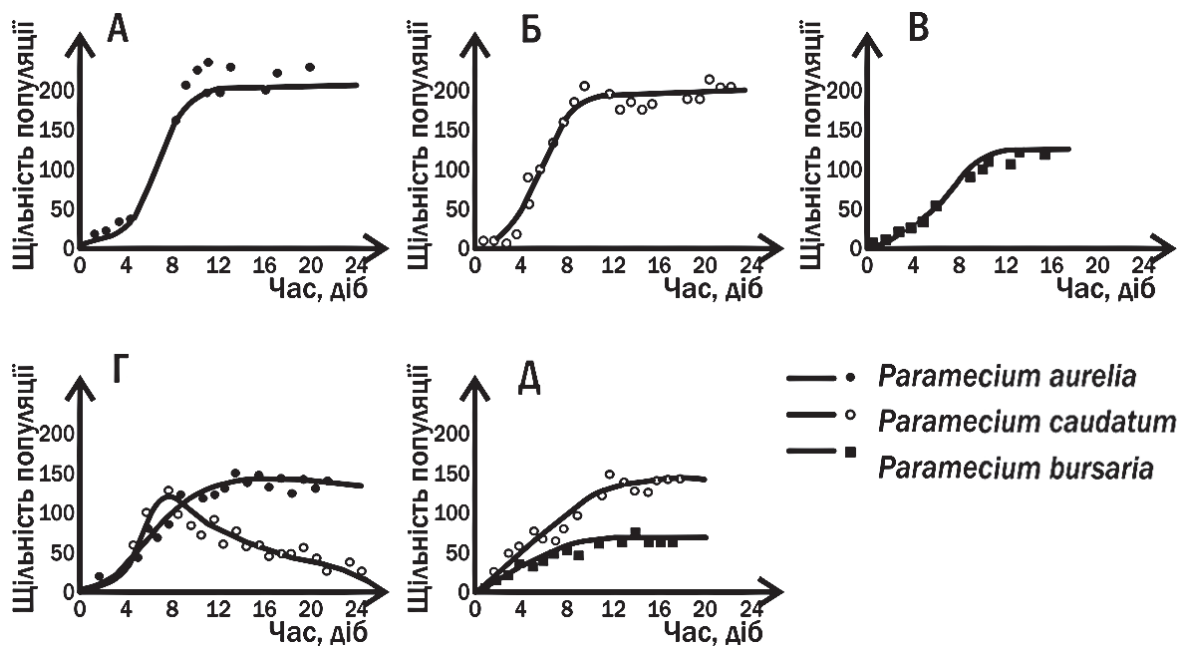 А
Щільність популяції
200
150
100
50
0
0 4 8 12 16 20 24
Час, діб
Б
Щільність популяції
200
150
100
50
0
0 4 8 12 16 20 24
Час, діб
В
Щільність популяції
200
150
100
50
0
0 4 8 12 16 20 24
Час, діб
Г
Щільність популяції
200
150
100
50
0
0 4 8 12 16 20 24
Час, діб
Д
Щільність популяції
200
150
100
50
0
0 4 8 12 16 20 24
Час, діб
Paramecium aurelia
Paramecium caudatum
Paramecium bursaria